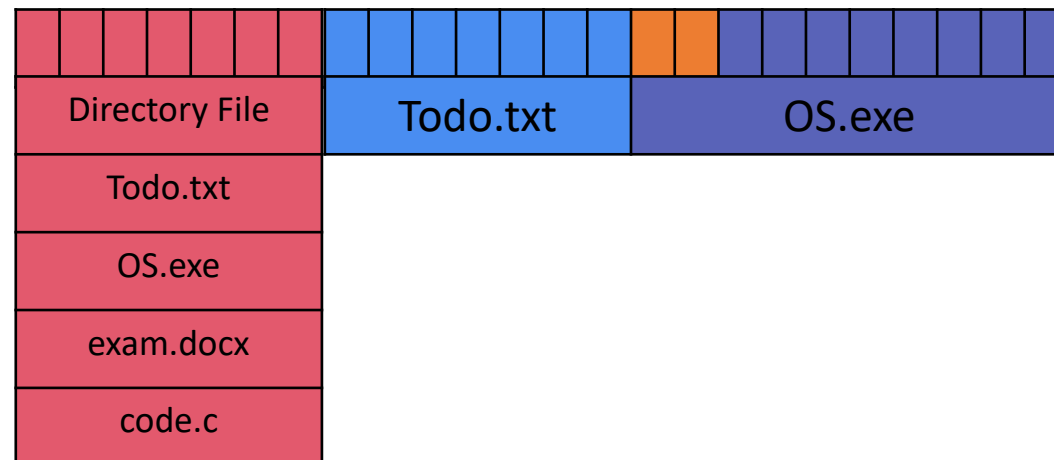 Directory File
Todo.txt
OS.exe
Todo.txt
OS.exe
exam.docx
code.c